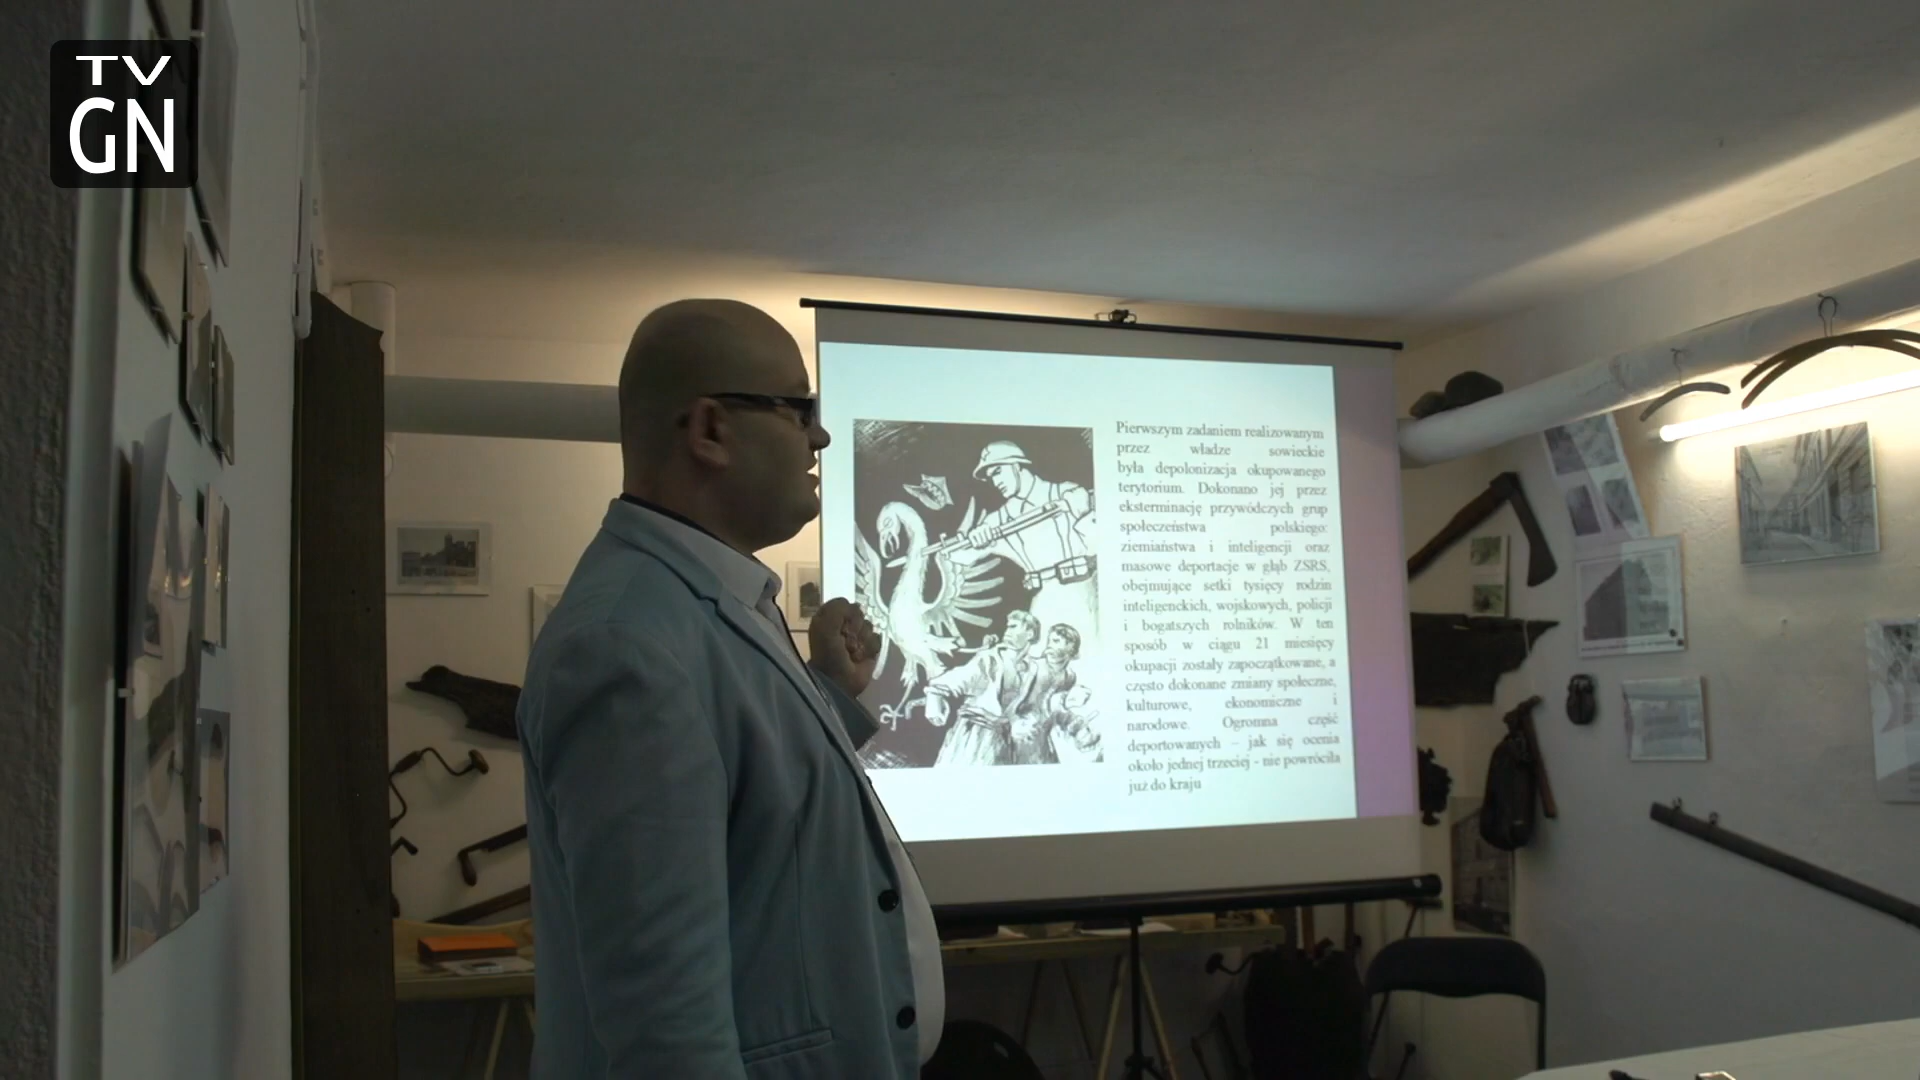 TV
GN
Pierwszym zadaniem realizowanym
przez władze sowieckie
była depolonizacja okupowanego
terytorium. Dokonano jej przez
eksterminację przywódczych grup
społeczeństwa polskiego:
ziemiaństwa i inteligencji oraz
masowe deportacje w głąb ZSRS,
obejmujące setki tysięcy rodzin
inteligenckich, wojskowych, policji
i bogatszych rolników. W ten
sposób w ciągu 21 miesięcy
okupacji zostały zapoczątkowane, a
często dokonane zmiany społeczne,
kulturowe, ekonomiczne i
narodowe. Ogromna część
deportowanych – jak się ocenia
około jednej trzeciej - nie powróciła
już do kraju